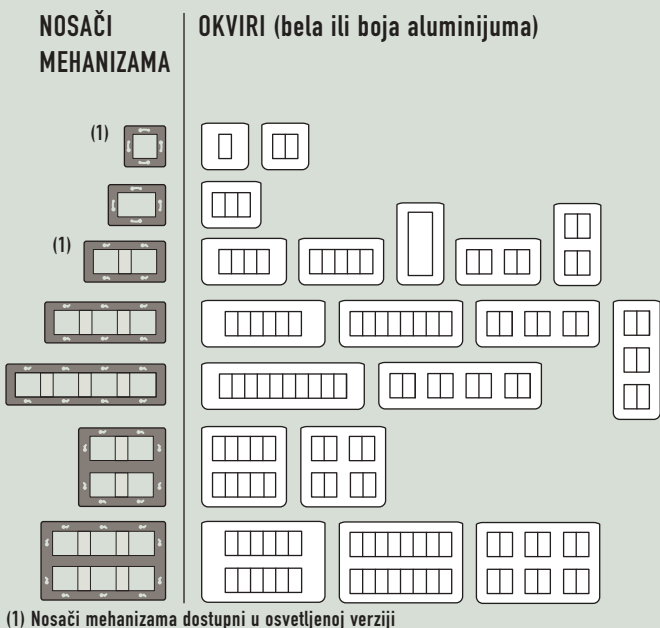 NOSAČI
MEHANIZAMA
OKVIRI (bela ili boja aluminijuma)
(1)
(1)
(1) Nosači mehanizama dostupni u osvetljenoj verziji